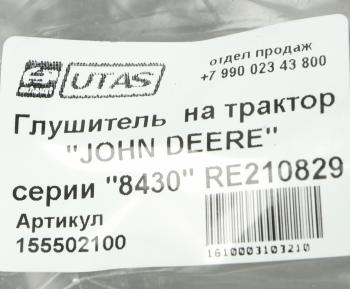 UTAS
отдел продаж
+7 990 023 43 800
Глушитель на трактор
"JOHN DEERE"
серии "8430" RE210829
Артикул
155502100
1610003103210